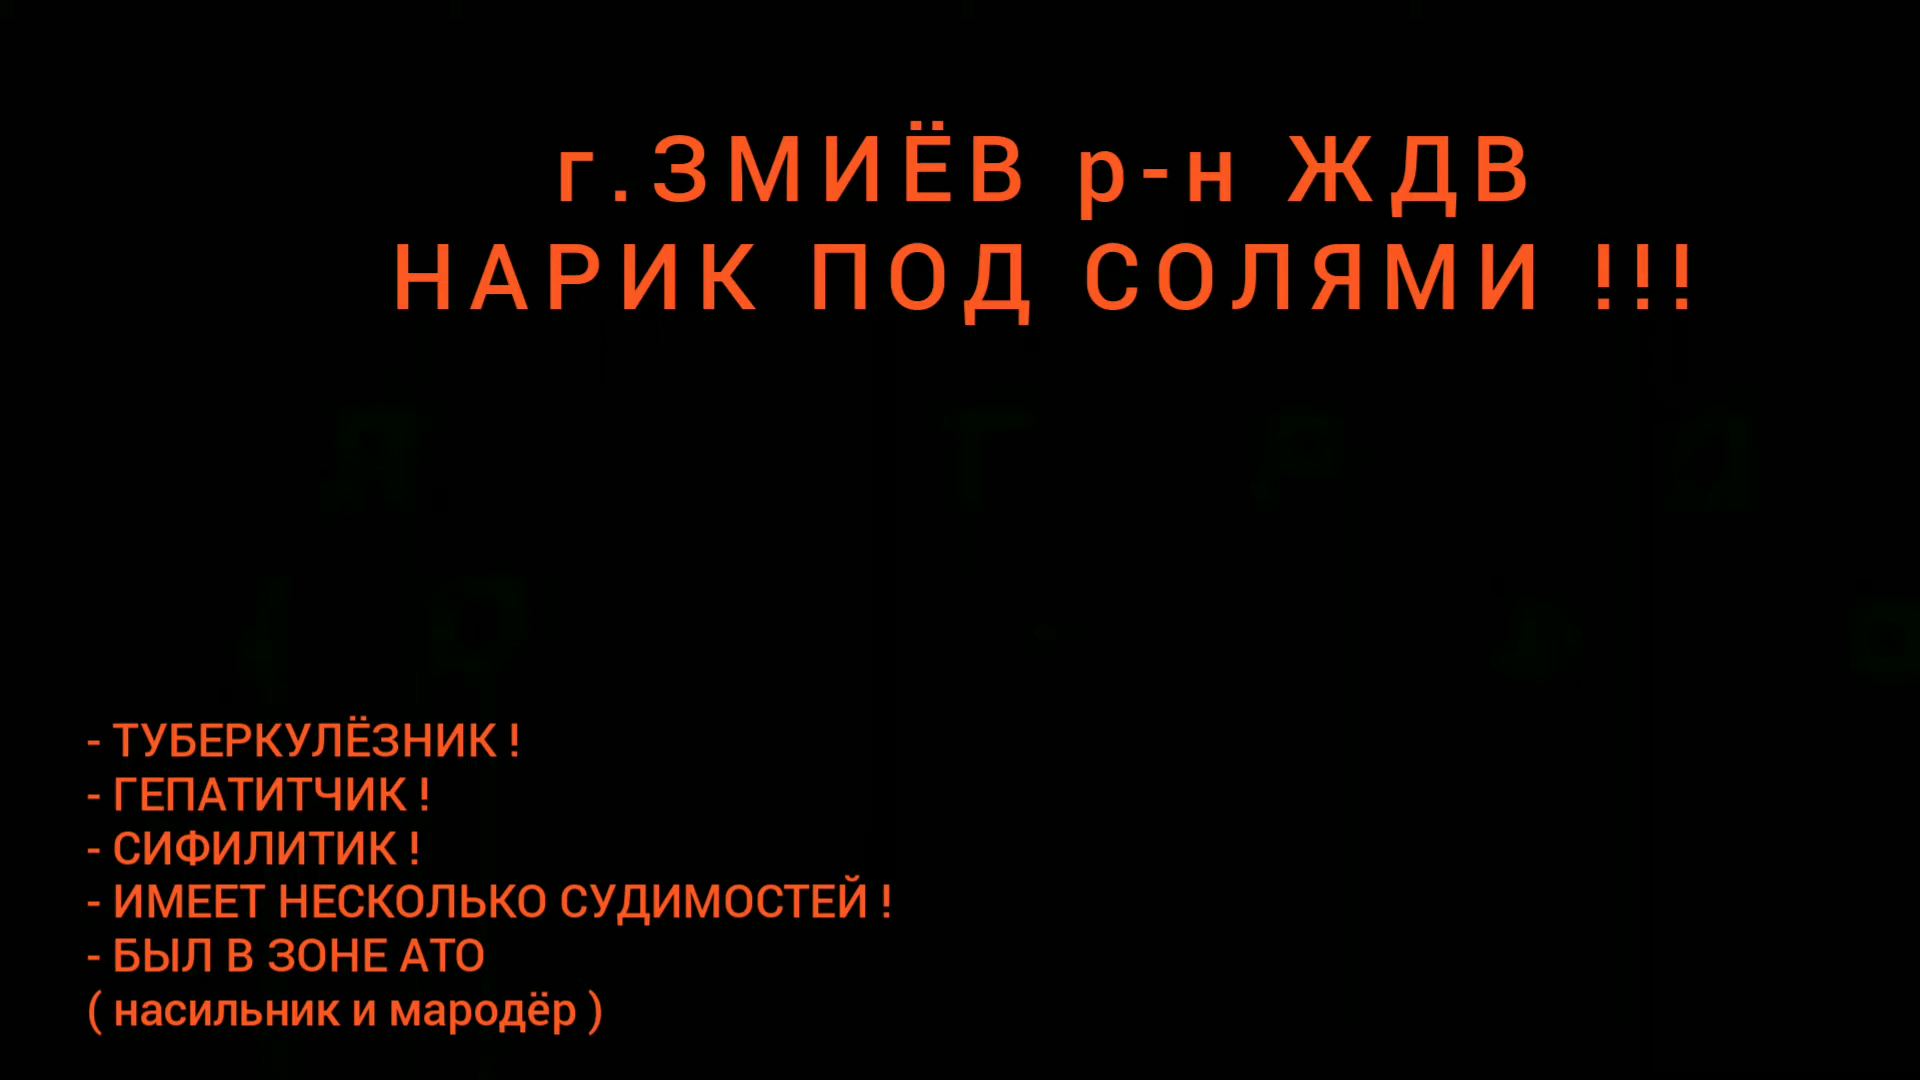 г.ЗМИЁВ р-н ЖДВ
НАРИК ПОД СОЛЯМИ !!!
- ТУБЕРКУЛЁЗНИК !
- ГЕПАТИТЧИК !
- СИФИЛИТИК !
- ИМЕЕТ НЕСКОЛЬКО СУДИМОСТЕЙ !
- БЫЛ В ЗОНЕ АТО
( насильник и мародёр )